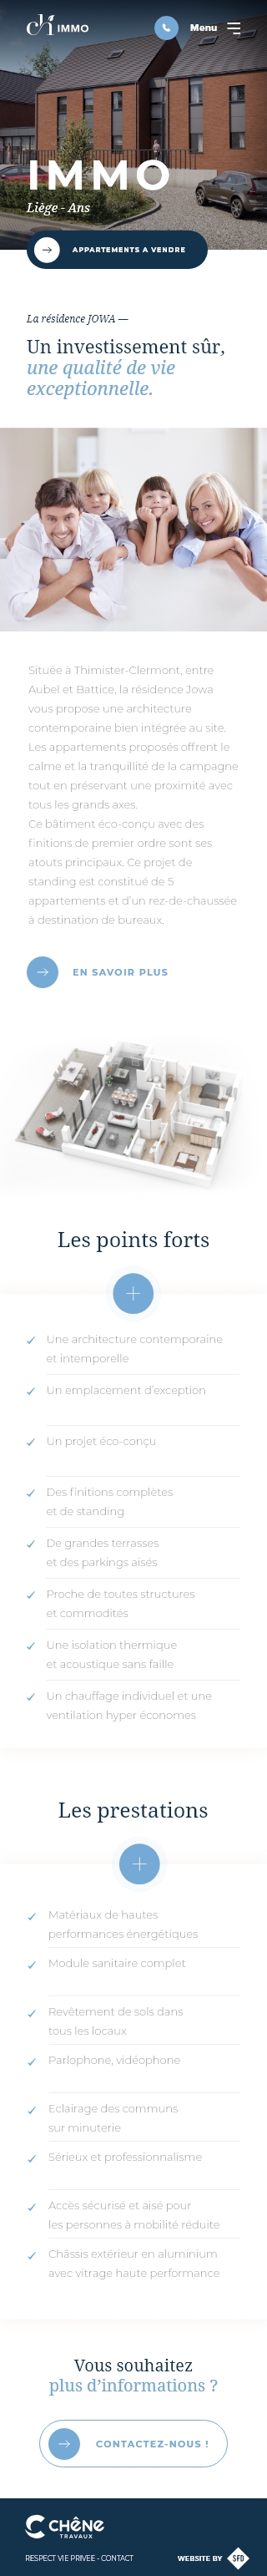 chi IMMO
Menu
IMMO
Liège - Ans
APPARTEMENTS A VENDRE
La résidence JOWA —
Un investissement sûr,
une qualité de vie
exceptionnelle.
Située à Thimister-Clermont, entre
Aubel et Battice, la résidence Jowa
vous propose une architecture
contemporaine bien intégrée au site.
Les appartements proposés offrent le
calme et la tranquillité de la campagne
tout en préservant une proximité avec
tous les grands axes.
Ce bâtiment éco-conçu avec des
finitions de premier ordre sont ses
atouts principaux. Ce projet de
standing est constitué de 5
appartements et d'un rez-de-chaussée
à destination de bureaux.
EN SAVOIR PLUS
Les points forts
Une architecture contemporaine
et intemporelle
Un emplacement d'exception
Un projet éco-conçu
Des finitions complètes
et de standing
De grandes terrasses
et des parkings aisés
Proche de toutes structures
et commodités
Une isolation thermique
et acoustique sans faille
Un chauffage individuel et une
ventilation hyper économes
Les prestations
Matériaux de hautes
performances énergétiques
Module sanitaire complet
Revêtement de sols dans
tous les locaux
Parlophone, vidéophone
Eclairage des communs
sur minuterie
Sérieux et professionnalisme
Accès sécurisé et aisé pour
les personnes à mobilité réduite
Châssis extérieur en aluminium
avec vitrage haute performance
Vous souhaitez
plus d'informations ?
CONTACTEZ-NOUS !
CHÊNE
TRAVAUX
RESPECT VIE PRIVEE - CONTACT
WEBSITE BY SFD